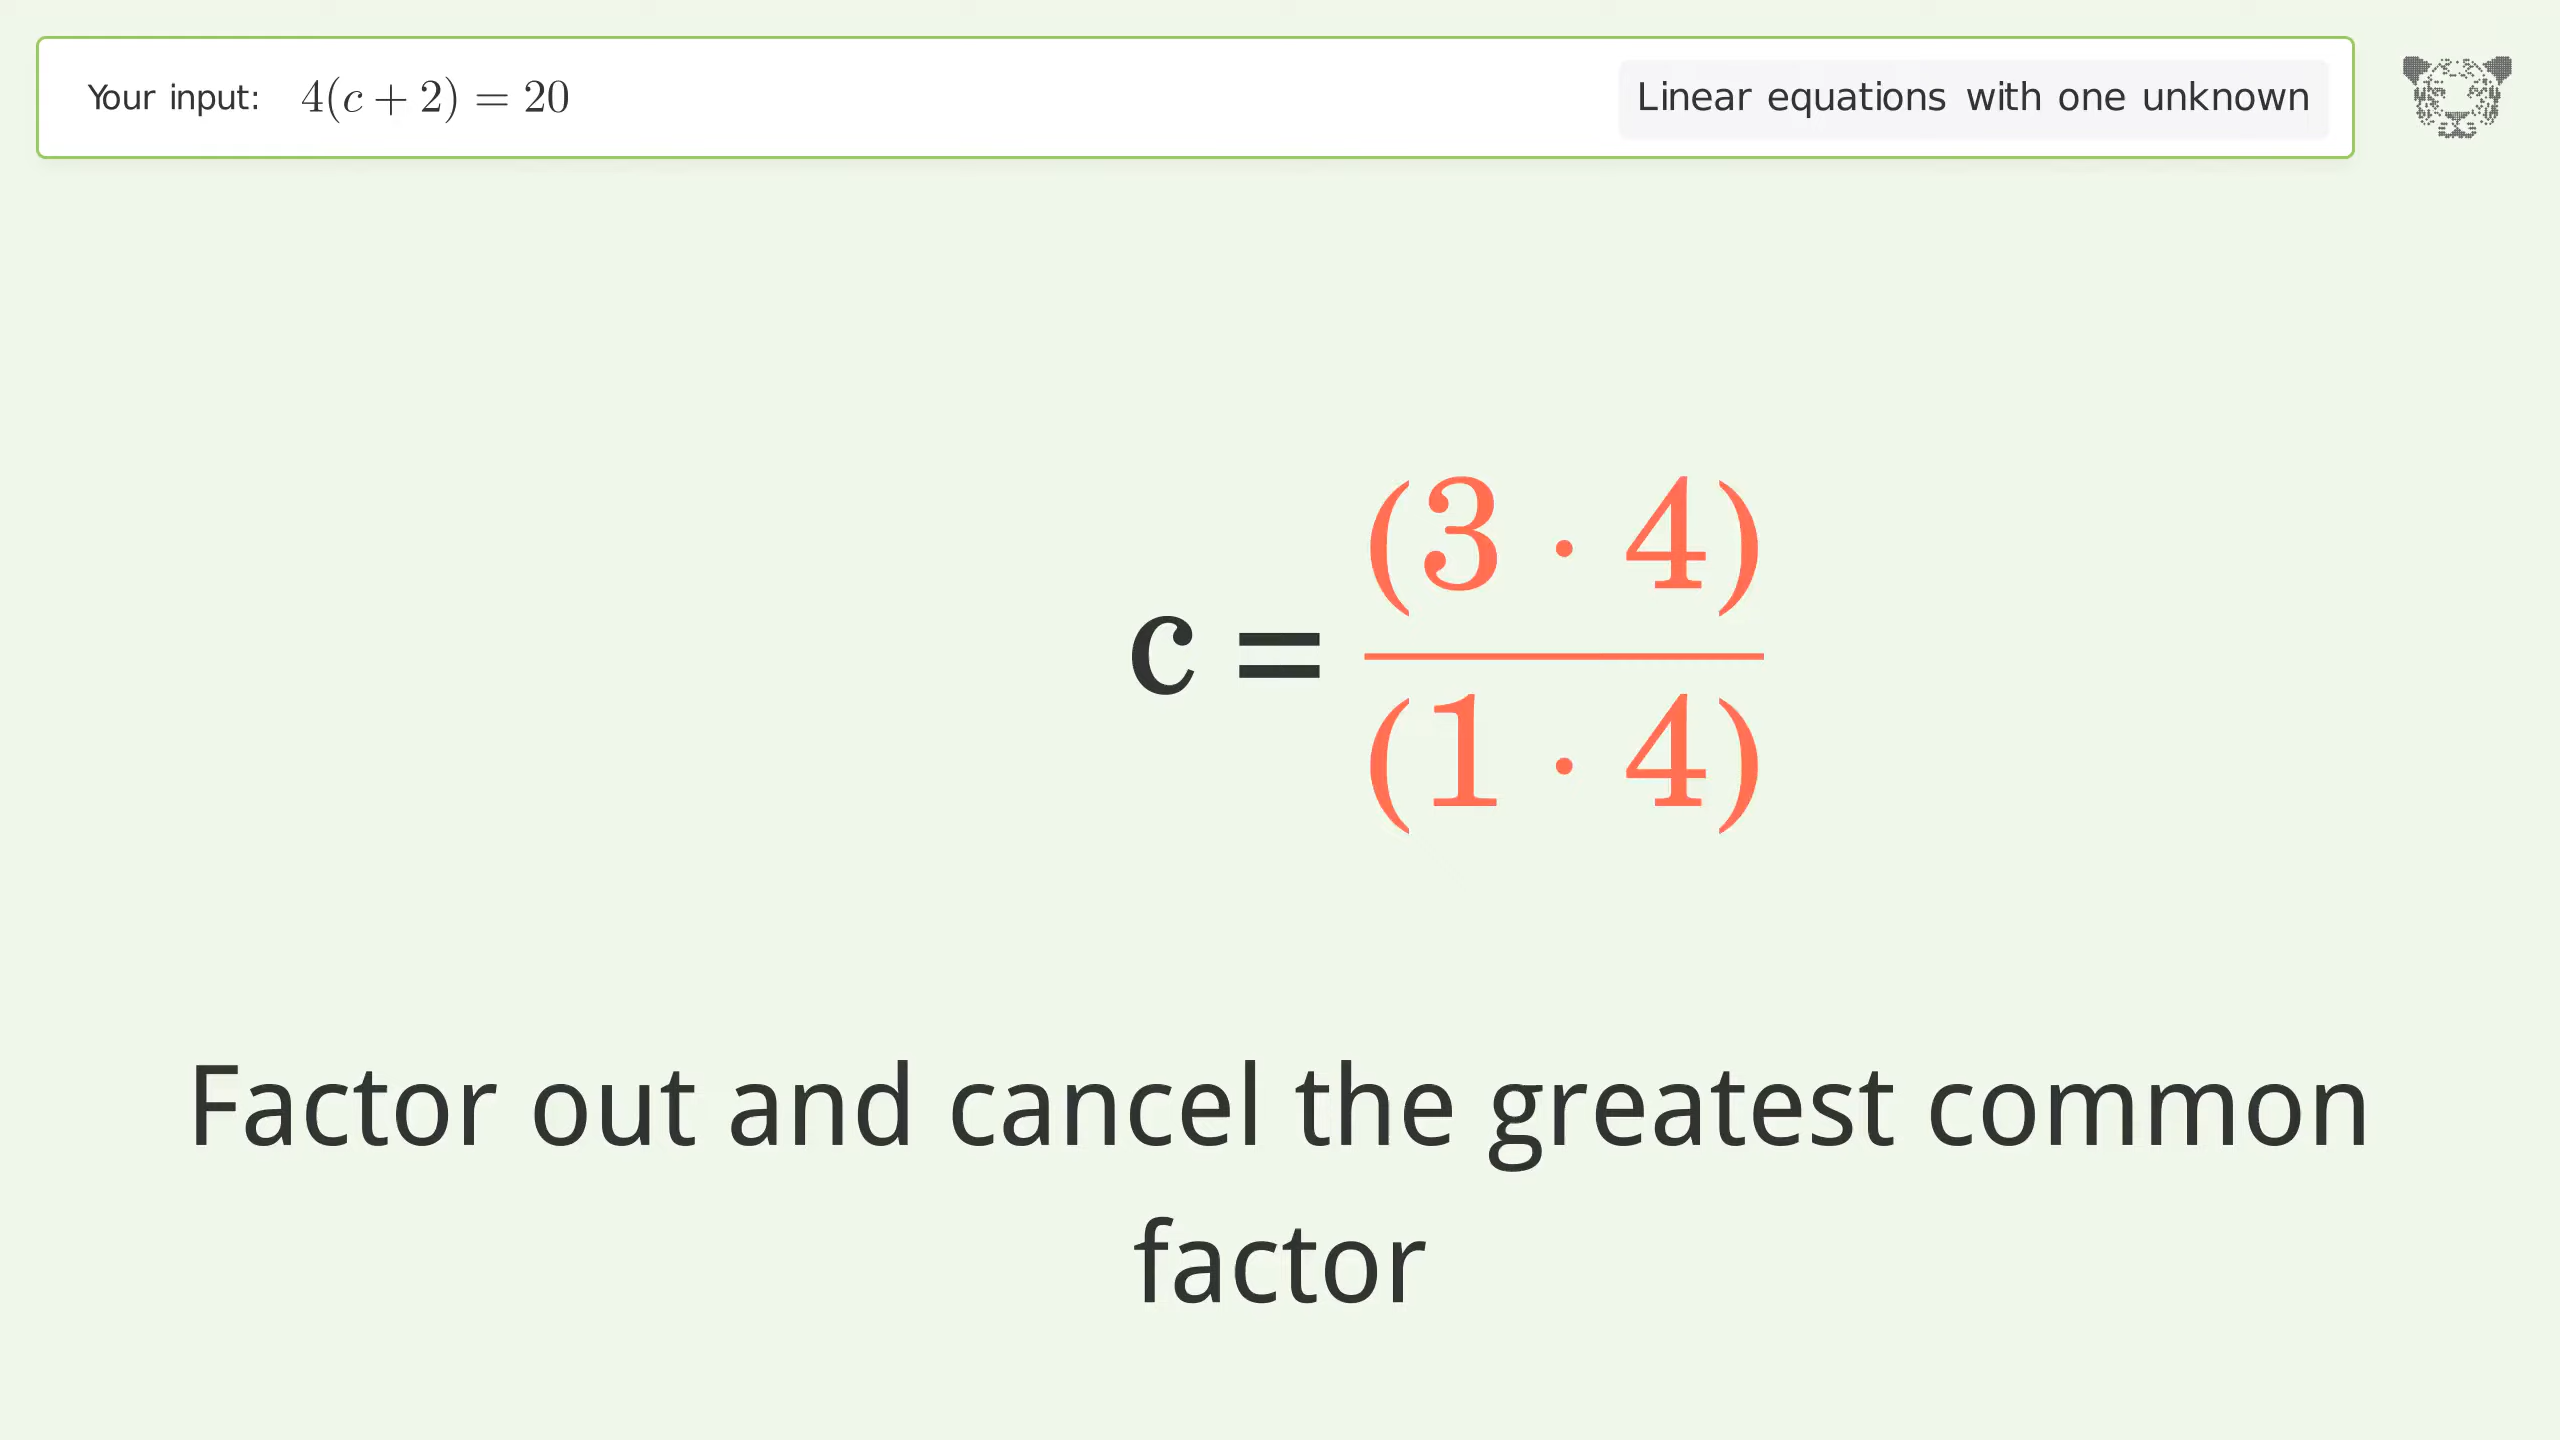 Your input: 4(c + 2) = 20
Linear equations with one unknown
c = (3 · 4) / (1 · 4)
Factor out and cancel the greatest common
factor